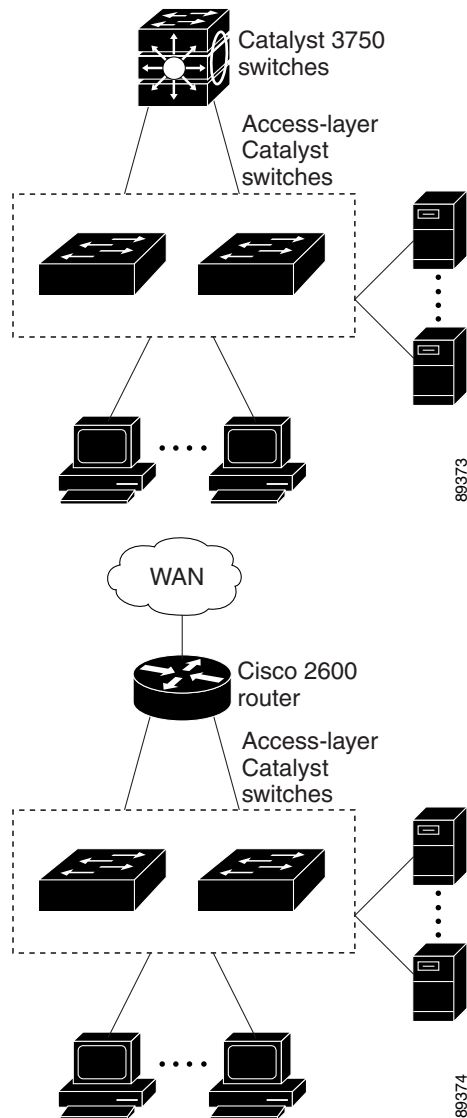 Catalyst 3750
switches
Access-layer
Catalyst
switches
89373
WAN
Cisco 2600
router
Access-layer
Catalyst
switches
89374